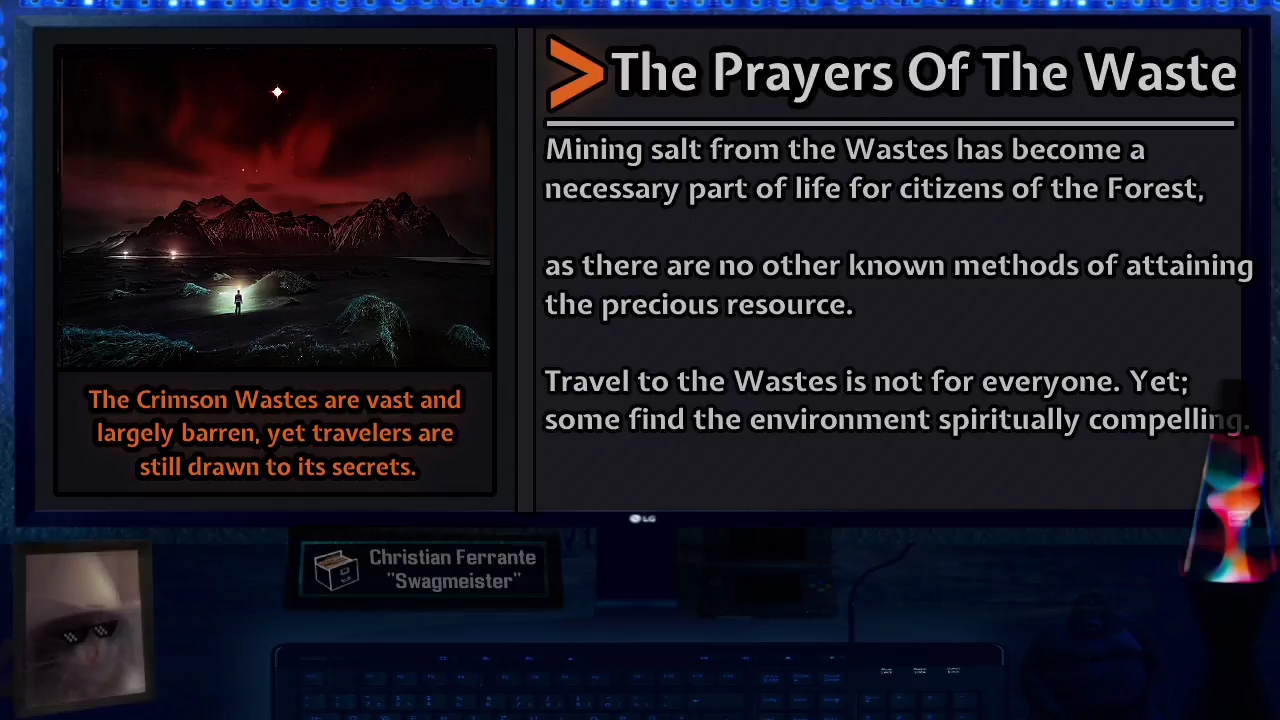 >The Prayers Of The Waste
Mining salt from the Wastes has become a
necessary part of life for citizens of the Forest,
as there are no other known methods of attaining
the precious resource.
Travel to the Wastes is not for everyone. Yet;
some find the environment spiritually compelling.
The Crimson Wastes are vast and
largely barren, yet travelers are
still drawn to its secrets.
LG
Christian Ferrante
"Swagmeister"